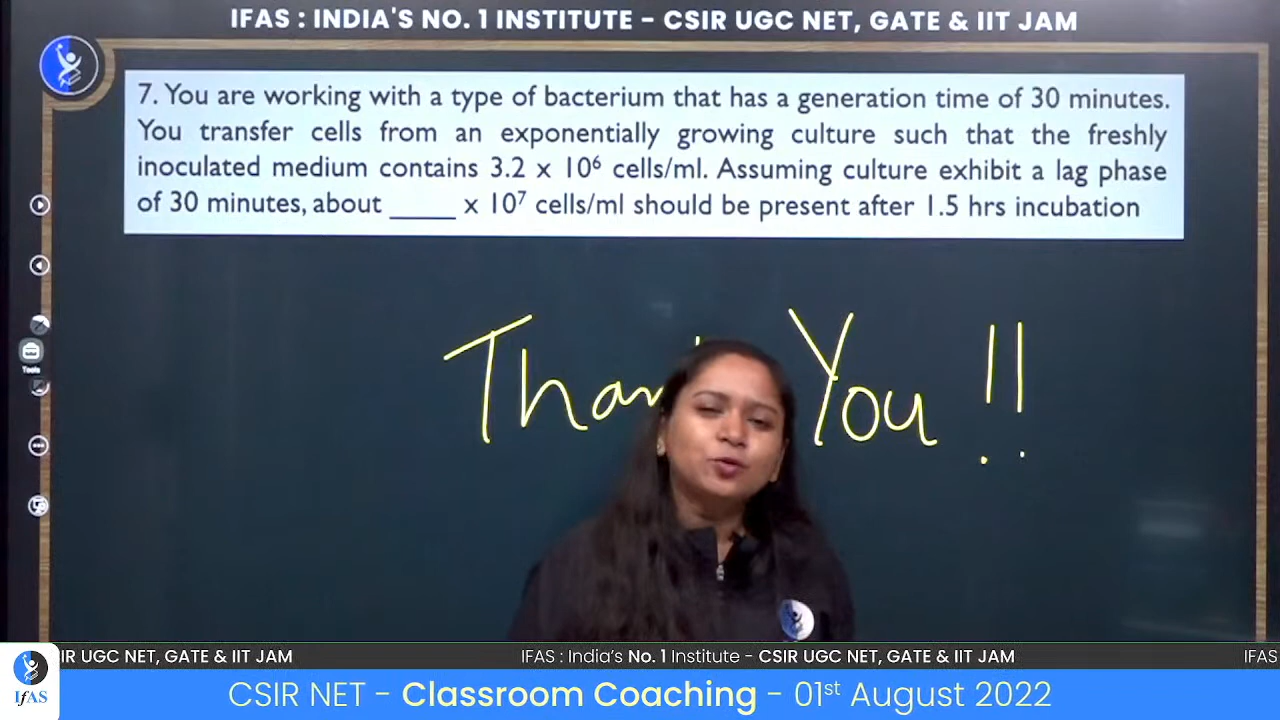 IFAS : INDIA'S NO. 1 INSTITUTE - CSIR UGC NET, GATE & IIT JAM
7. You are working with a type of bacterium that has a generation time of 30 minutes.
You transfer cells from an exponentially growing culture such that the freshly
inoculated medium contains 3.2 x 10⁶ cells/ml. Assuming culture exhibit a lag phase
of 30 minutes, about _____ x 10⁷ cells/ml should be present after 1.5 hrs incubation
You !!
Tools
IR UGC NET, GATE & IIT JAM
IFAS : India's No. 1 Institute - CSIR UGC NET, GATE & IIT JAM
IFAS
IfAS
CSIR NET - Classroom Coaching - 01st August 2022